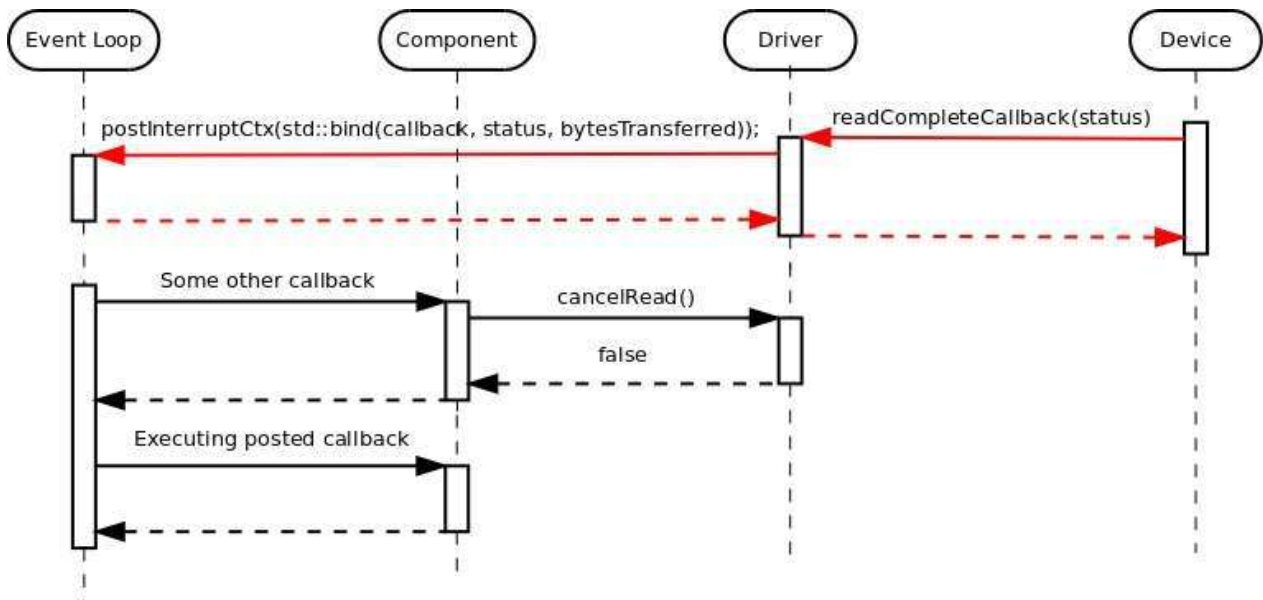 Event Loop
Component
Driver
Device
readCompleteCallback(status)
postInterruptCtx(std::bind(callback, status, bytesTransferred));
Some other callback
cancelRead()
false
Executing posted callback